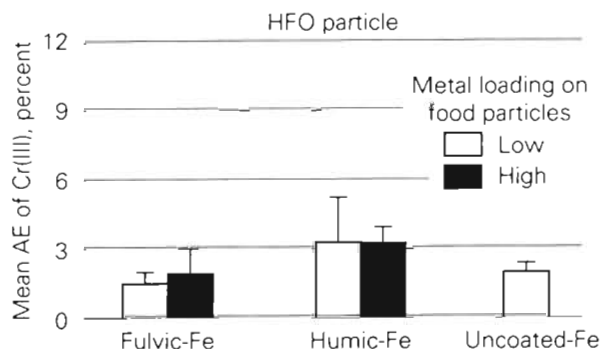 HFO particle
Mean AE of Cr(III), percent
12
9
6
3
0
Metal loading on
food particles
Low
High
Fulvic-Fe
Humic-Fe
Uncoated-Fe